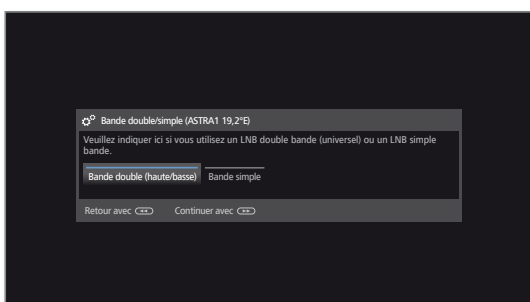 Bande double/simple (ASTRA1 19,2°E)
Veuillez indiquer ici si vous utilisez un LNB double bande (universel) ou un LNB simple
bande.
Bande double (haute/basse) Bande simple
Retour avec ◄◄ Continuer avec ►►